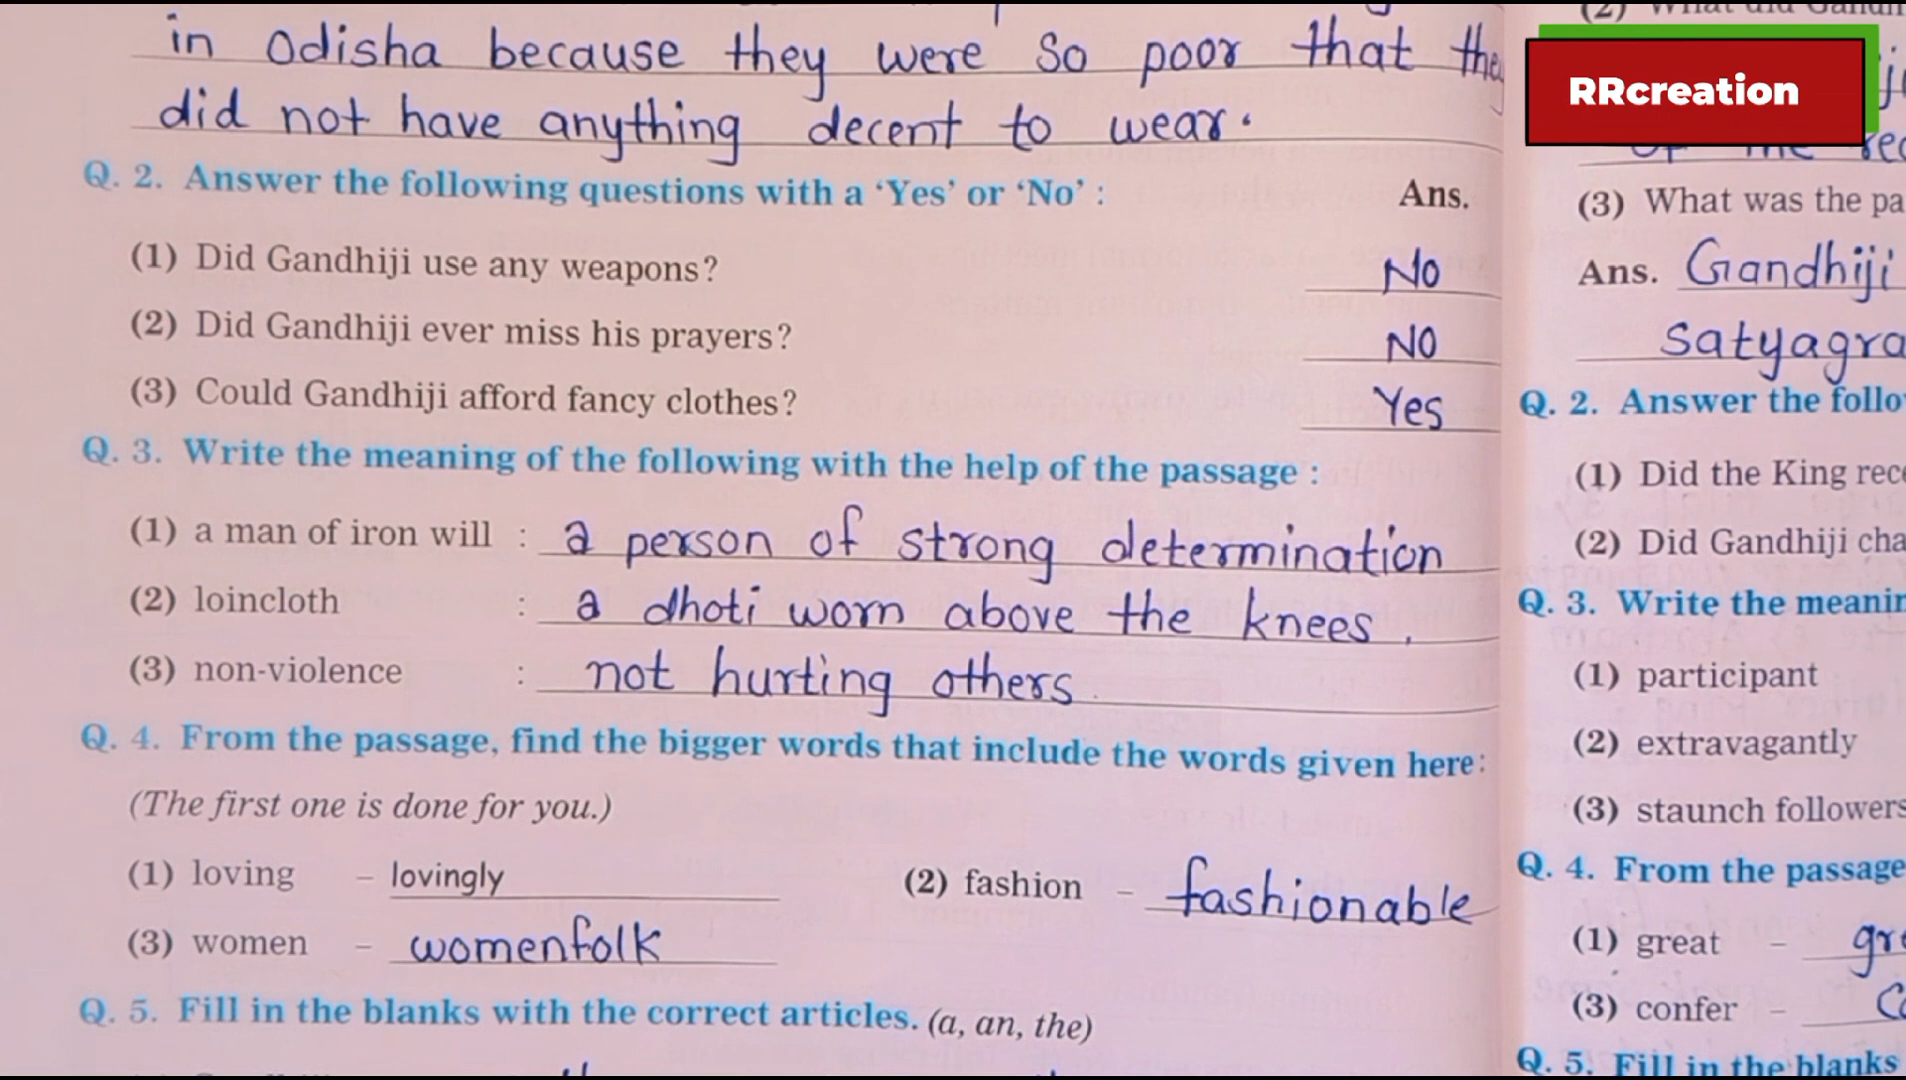 in Odisha because they were so poor that they
did not have anything decent to wear.
Q. 2. Answer the following questions with a 'Yes' or 'No' : Ans.
(1) Did Gandhiji use any weapons? No
(2) Did Gandhiji ever miss his prayers? No
(3) Could Gandhiji afford fancy clothes? Yes
Q. 3. Write the meaning of the following with the help of the passage :
(1) a man of iron will : a person of strong determination
(2) loincloth : a dhoti worn above the knees.
(3) non-violence : not hurting others.
Q. 4. From the passage, find the bigger words that include the words given here:
(The first one is done for you.)
(1) loving – lovingly (2) fashion – fashionable
(3) women – womenfolk
Q. 5. Fill in the blanks with the correct articles. (a, an, the)
RRcreation
(3) What was the
Ans. Gandhiji
Q. 2. Answer the
(1) Did the King
(2) Did Gandhiji
Q. 3. Write the
(1) participant
(2) extravagantly
(3) staunch followers
Q. 4. From the passage
(1) great –
(3) confer –
Q. 5. Fill in the blanks